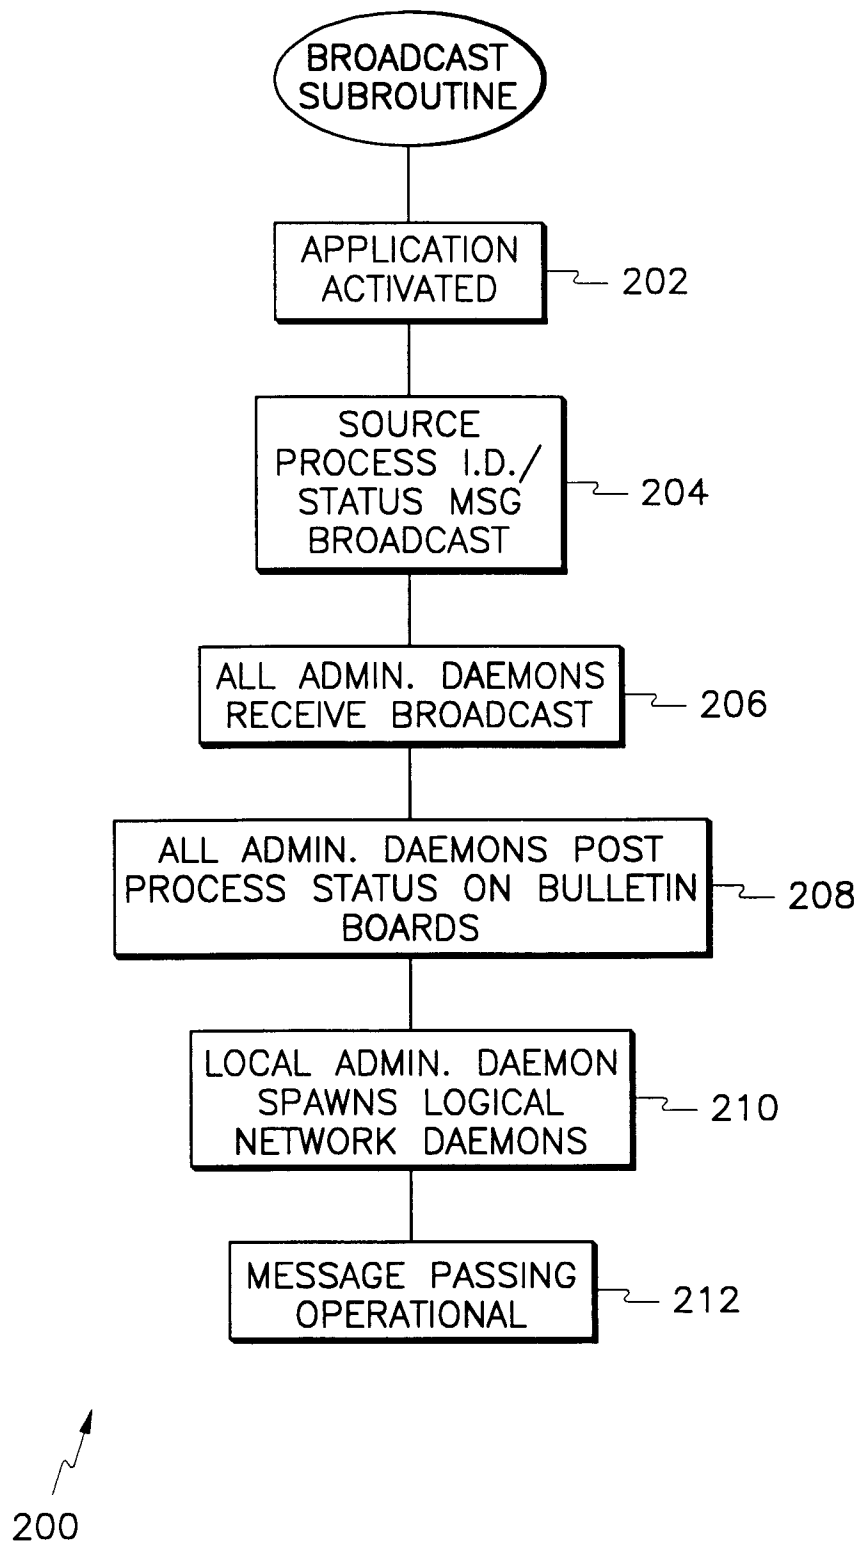 BROADCAST
SUBROUTINE
APPLICATION
ACTIVATED
202
SOURCE
PROCESS I.D./
STATUS MSG
BROADCAST
204
ALL ADMIN. DAEMONS
RECEIVE BROADCAST
206
ALL ADMIN. DAEMONS POST
PROCESS STATUS ON BULLETIN
BOARDS
208
LOCAL ADMIN. DAEMON
SPAWNS LOGICAL
NETWORK DAEMONS
210
MESSAGE PASSING
OPERATIONAL
212
200